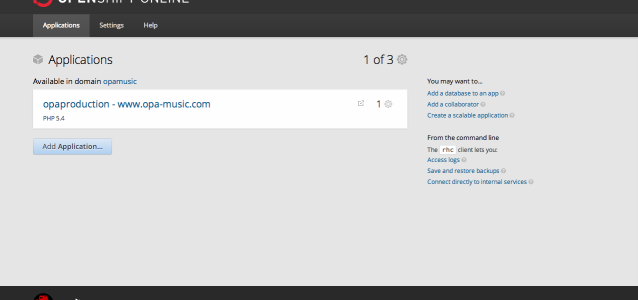 OPENSHIFT ONLINE
Applications Settings Help
Applications 1 of 3
Available in domain opamusic
opaproduction - www.opa-music.com 1
PHP 5.4
Add Application...
You may want to...
Add a database to an app
Add a collaborator
Create a scalable application
From the command line
The rhc client lets you:
Access logs
Save and restore backups
Connect directly to internal services